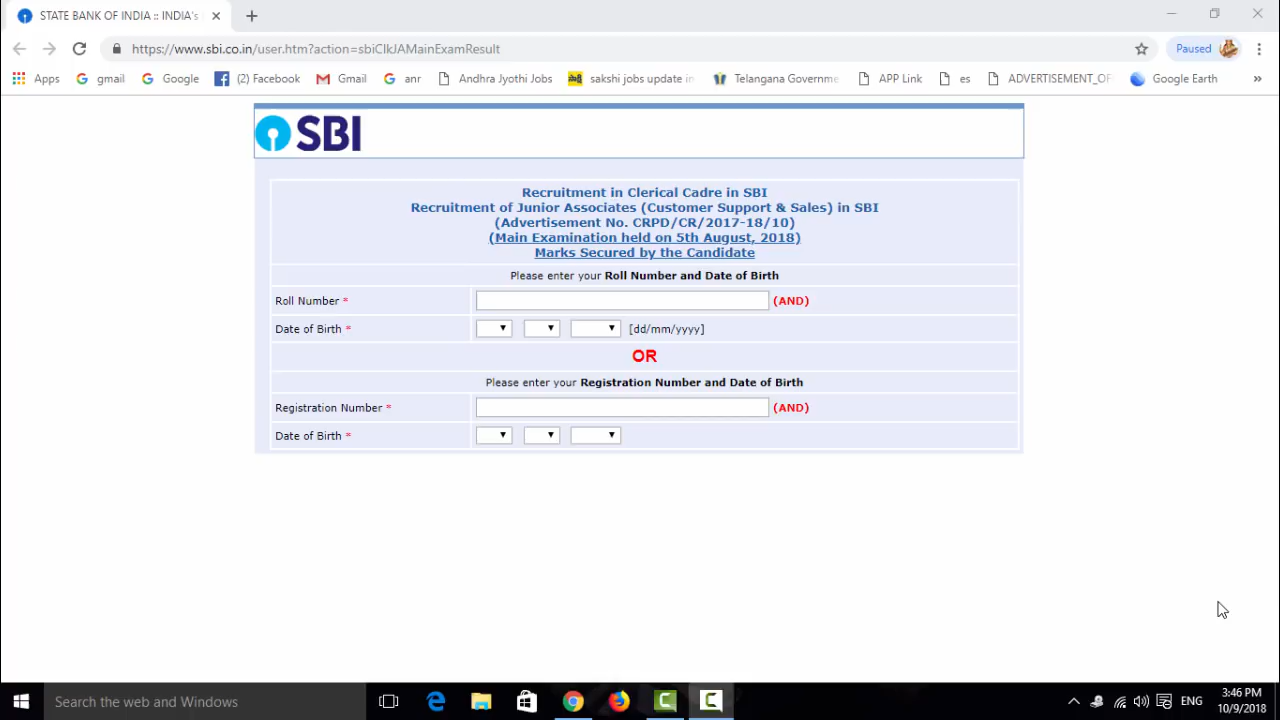 STATE BANK OF INDIA :: INDIA's
https://www.sbi.co.in/user.htm?action=sbiClkJAMainExamResult
Paused
Apps
gmail
Google
(2) Facebook
Gmail
anr
Andhra Jyothi Jobs
sakshi jobs update in
Telangana Governme
APP Link
es
ADVERTISEMENT_OF
Google Earth
»
SBI
Recruitment in Clerical Cadre in SBI
Recruitment of Junior Associates (Customer Support & Sales) in SBI
(Advertisement No. CRPD/CR/2017-18/10)
(Main Examination held on 5th August, 2018)
Marks Secured by the Candidate
Please enter your Roll Number and Date of Birth
Roll Number *
(AND)
Date of Birth *
[dd/mm/yyyy]
OR
Please enter your Registration Number and Date of Birth
Registration Number *
(AND)
Date of Birth *
Search the web and Windows
ENG
3:46 PM
10/9/2018